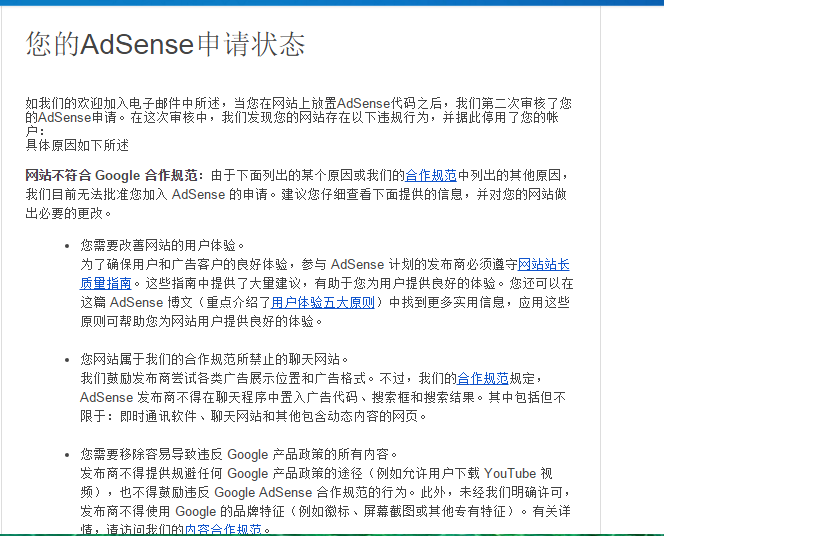 您的AdSense申请状态
如我们的欢迎加入电子邮件中所述，当您在网站上放置AdSense代码之后，我们第二次审核了您
的AdSense申请。在这次审核中，我们发现您的网站存在以下违规行为，并据此停用了您的帐
户：
具体原因如下所述
网站不符合 Google 合作规范：由于下面列出的某个原因或我们的合作规范中列出的其他原因，
我们目前无法批准您加入 AdSense 的申请。建议您仔细查看下面提供的信息，并对您的网站做
出必要的更改。
• 您需要改善网站的用户体验。
为了确保用户和广告客户的良好体验，参与 AdSense 计划的发布商必须遵守网站站长
质量指南。这些指南中提供了大量建议，有助于您为用户提供良好的体验。您还可以在
这篇 AdSense 博文（重点介绍了用户体验五大原则）中找到更多实用信息，应用这些
原则可帮助您为网站用户提供良好的体验。
• 您网站属于我们的合作规范所禁止的聊天网站。
我们鼓励发布商尝试各类广告展示位置和广告格式。不过，我们的合作规范规定，
AdSense 发布商不得在聊天程序中置入广告代码、搜索框和搜索结果。其中包括但不
限于：即时通讯软件、聊天网站和其他包含动态内容的网页。
• 您需要移除容易导致违反 Google 产品政策的所有内容。
发布商不得提供规避任何 Google 产品政策的途径（例如允许用户下载 YouTube 视
频），也不得鼓励违反 Google AdSense 合作规范的行为。此外，未经我们明确许可，
发布商不得使用 Google 的品牌特征（例如徽标、屏幕截图或其他专有特征）。有关详
情，请访问我们的内容合作规范。